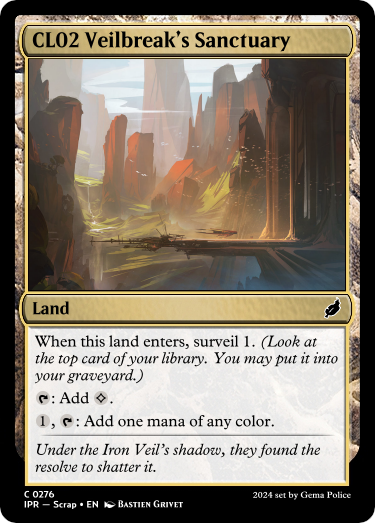 CL02 Veilbreak's Sanctuary
Land
When this land enters, surveil 1. (Look at
the top card of your library. You may put it into
your graveyard.)
: Add .
1, : Add one mana of any color.
Under the Iron Veil's shadow, they found the
resolve to shatter it.
C 0276
IPR — Scrap • EN Bastien Grivet
2024 set by Gema Police